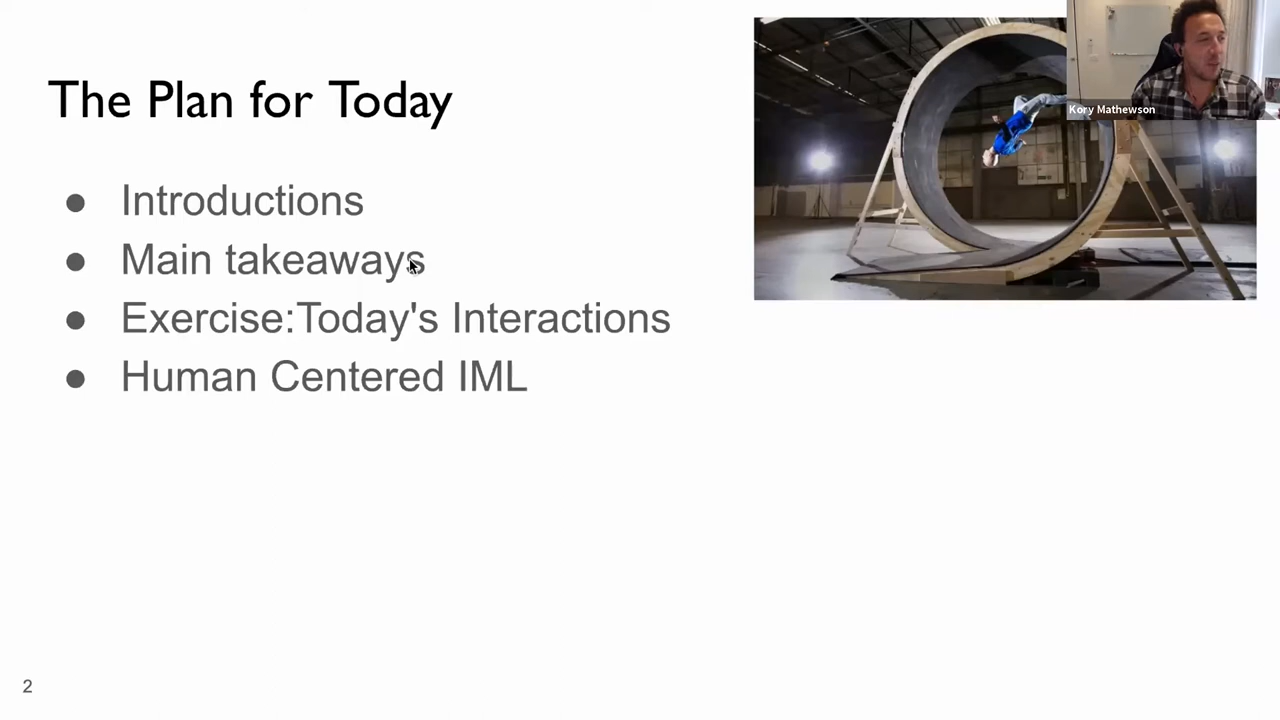 The Plan for Today
Kory Mathewson
● Introductions
● Main takeaways
● Exercise:Today's Interactions
● Human Centered IML
2